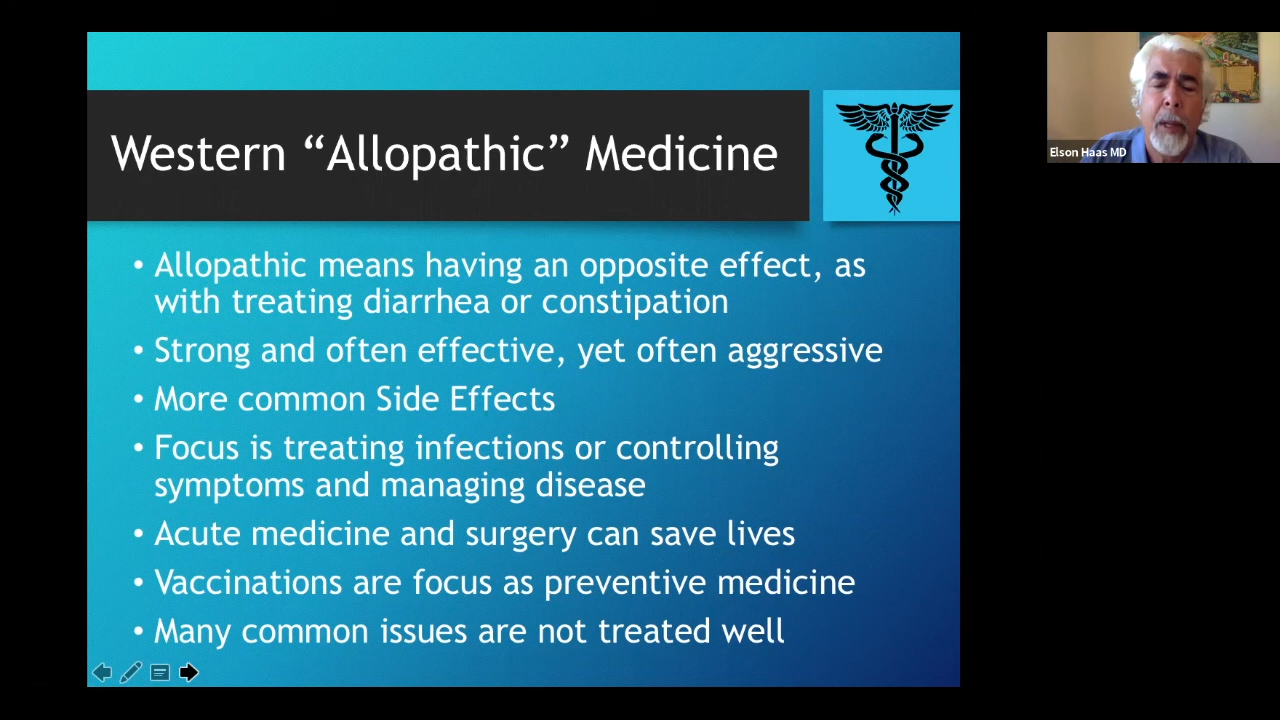 Western “Allopathic” Medicine
• Allopathic means having an opposite effect, as
with treating diarrhea or constipation
• Strong and often effective, yet often aggressive
• More common Side Effects
• Focus is treating infections or controlling
symptoms and managing disease
• Acute medicine and surgery can save lives
• Vaccinations are focus as preventive medicine
• Many common issues are not treated well
Elson Haas MD